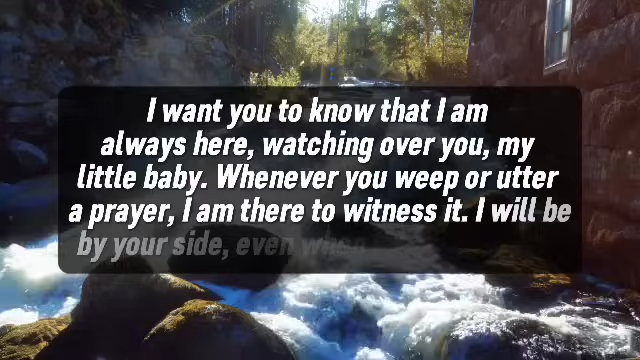 I want you to know that I am
always here, watching over you, my
little baby. Whenever you weep or utter
a prayer, I am there to witness it. I will be
by your side, even when